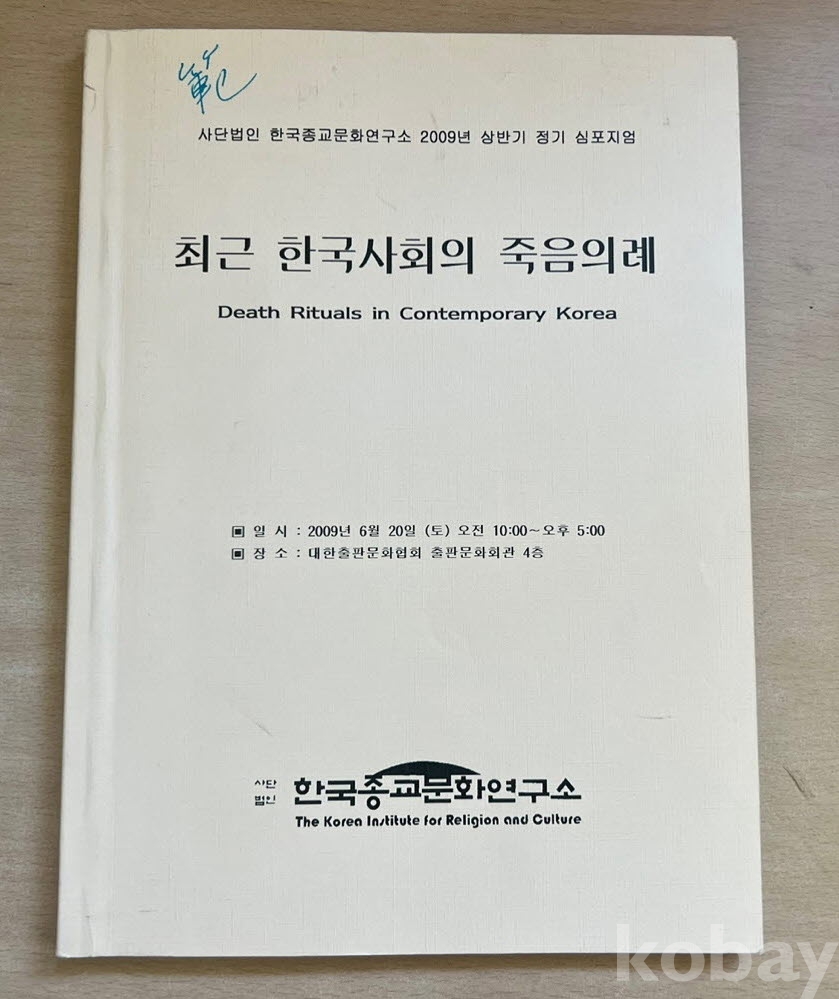 範
사단법인 한국종교문화연구소 2009년 상반기 정기 심포지엄
최근 한국사회의 죽음의례
Death Rituals in Contemporary Korea
▣ 일 시 : 2009년 6월 20일 (토) 오전 10:00~오후 5:00
▣ 장 소 : 대한출판문화협회 출판문화회관 4층
사단법인 한국종교문화연구소
The Korea Institute for Religion and Culture
kobay